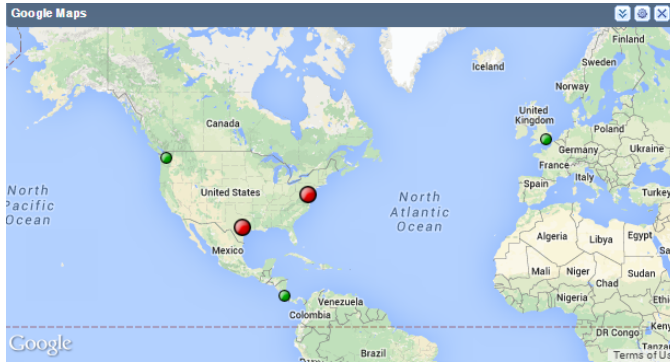 Google Maps
Finland
Iceland
Sweden
Norway
United
Kingdom
Canada
Poland
Germany
Ukraine
France
North
Pacific
Ocean
United States
North
Atlantic
Ocean
Italy
Spain
Turkey
Mexico
Algeria
Libya
Egypt
Mali
Niger
Sudan
Chad
Venezuela
Nigeria
Colombia
DR Congo
Brazil
Google
Terms of U